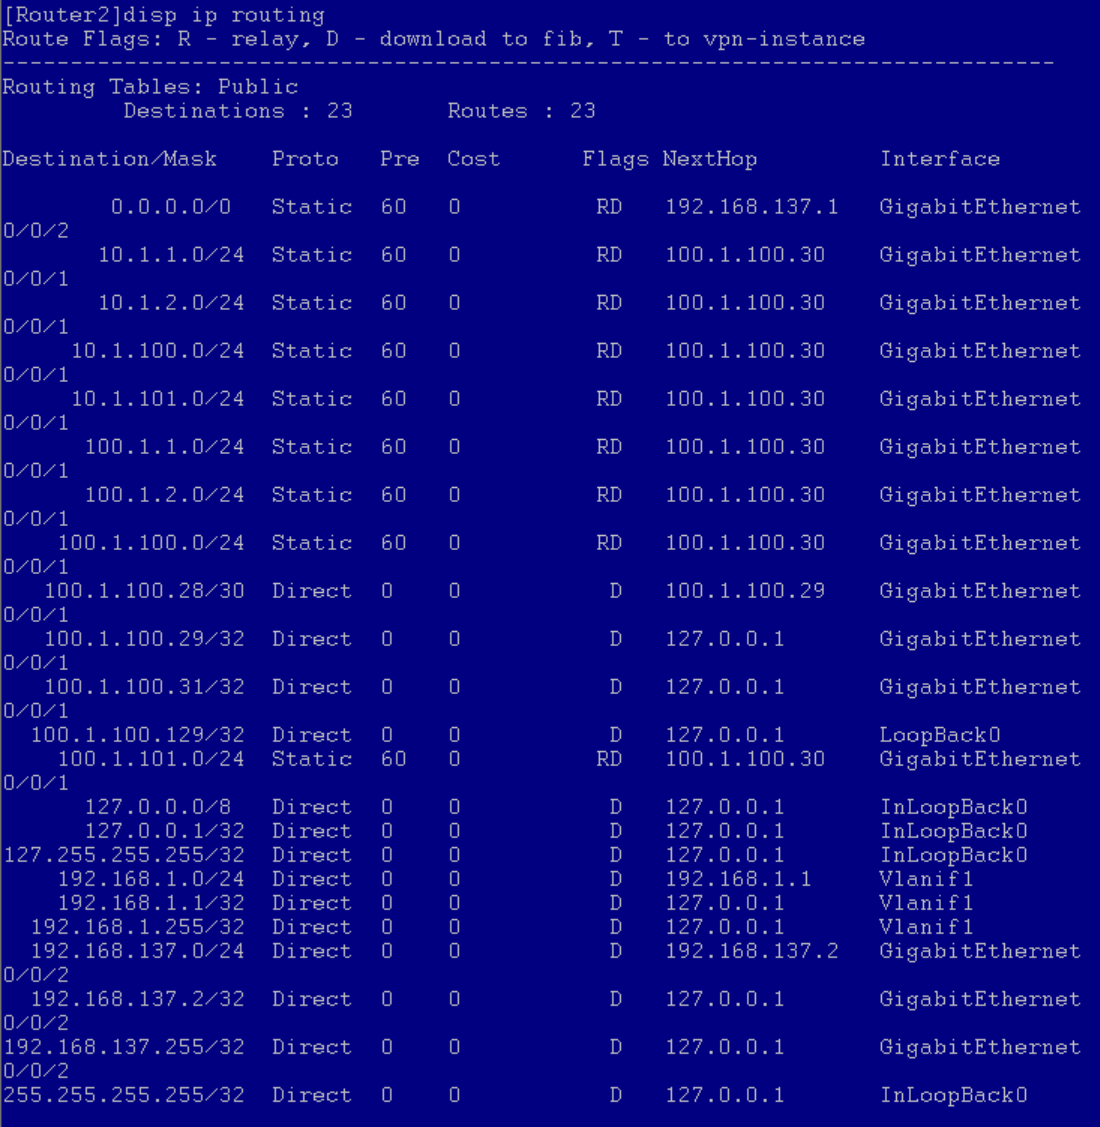 [Router2]disp ip routing
Route Flags: R - relay, D - download to fib, T - to vpn-instance
------------------------------------------------------------------------------
Routing Tables: Public
         Destinations : 23       Routes : 23
Destination/Mask    Proto   Pre  Cost      Flags NextHop         Interface
        0.0.0.0/0   Static  60   0          RD   192.168.137.1   GigabitEthernet
0/0/2
       10.1.1.0/24  Static  60   0          RD   100.1.100.30    GigabitEthernet
0/0/1
       10.1.2.0/24  Static  60   0          RD   100.1.100.30    GigabitEthernet
0/0/1
     10.1.100.0/24  Static  60   0          RD   100.1.100.30    GigabitEthernet
0/0/1
     10.1.101.0/24  Static  60   0          RD   100.1.100.30    GigabitEthernet
0/0/1
      100.1.1.0/24  Static  60   0          RD   100.1.100.30    GigabitEthernet
0/0/1
      100.1.2.0/24  Static  60   0          RD   100.1.100.30    GigabitEthernet
0/0/1
    100.1.100.0/24  Static  60   0          RD   100.1.100.30    GigabitEthernet
0/0/1
   100.1.100.28/30  Direct  0    0           D   100.1.100.29    GigabitEthernet
0/0/1
   100.1.100.29/32  Direct  0    0           D   127.0.0.1       GigabitEthernet
0/0/1
   100.1.100.31/32  Direct  0    0           D   127.0.0.1       GigabitEthernet
0/0/1
  100.1.100.129/32  Direct  0    0           D   127.0.0.1       LoopBack0
    100.1.101.0/24  Static  60   0          RD   100.1.100.30    GigabitEthernet
0/0/1
      127.0.0.0/8   Direct  0    0           D   127.0.0.1       InLoopBack0
      127.0.0.1/32  Direct  0    0           D   127.0.0.1       InLoopBack0
127.255.255.255/32  Direct  0    0           D   127.0.0.1       InLoopBack0
    192.168.1.0/24  Direct  0    0           D   192.168.1.1     Vlanif1
    192.168.1.1/32  Direct  0    0           D   127.0.0.1       Vlanif1
  192.168.1.255/32  Direct  0    0           D   127.0.0.1       Vlanif1
  192.168.137.0/24  Direct  0    0           D   192.168.137.2   GigabitEthernet
0/0/2
  192.168.137.2/32  Direct  0    0           D   127.0.0.1       GigabitEthernet
0/0/2
192.168.137.255/32  Direct  0    0           D   127.0.0.1       GigabitEthernet
0/0/2
255.255.255.255/32  Direct  0    0           D   127.0.0.1       InLoopBack0